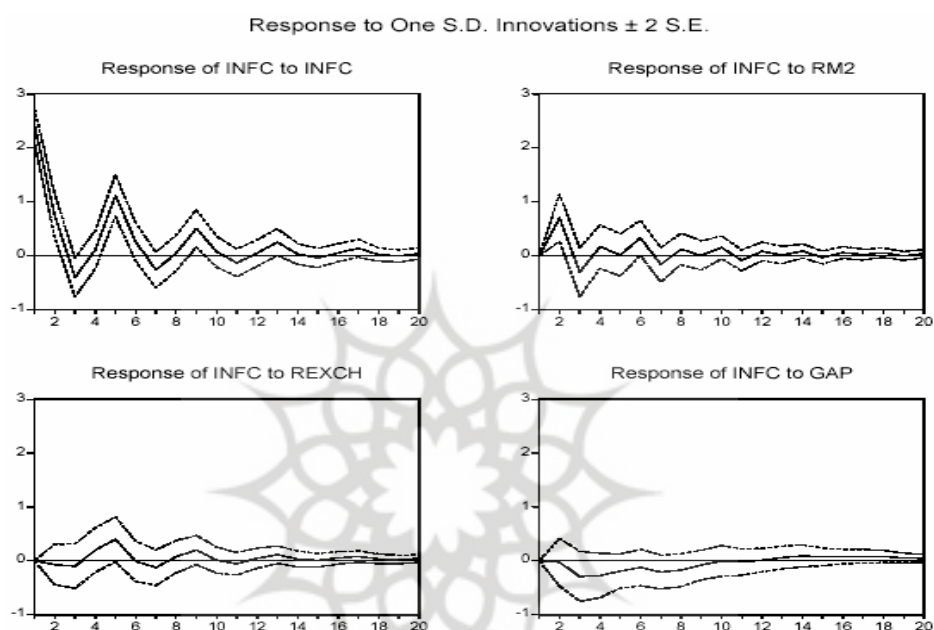 Response to One S.D. Innovations ± 2 S.E.
Response of INFC to INFC
3
2
1
0
-1
2 4 6 8 10 12 14 16 18 20
Response of INFC to RM2
3
2
1
0
-1
2 4 6 8 10 12 14 16 18 20
Response of INFC to REXCH
3
2
1
0
-1
2 4 6 8 10 12 14 16 18 20
Response of INFC to GAP
3
2
1
0
-1
2 4 6 8 10 12 14 16 18 20